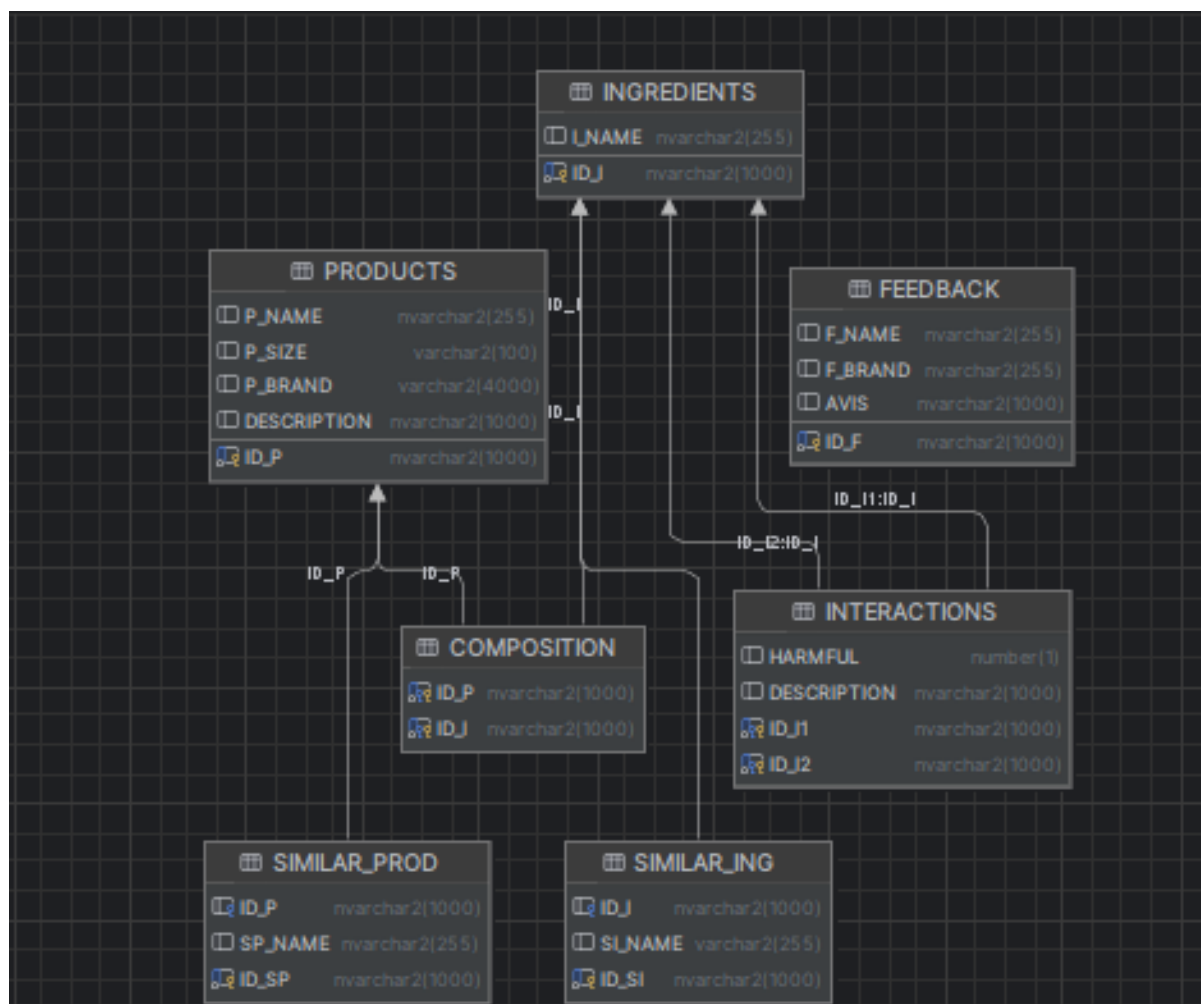 INGREDIENTS
I_NAME nvarchar2(255)
ID_I nvarchar2(1000)
PRODUCTS
P_NAME nvarchar2(255)
P_SIZE varchar2(100)
P_BRAND varchar2(4000)
DESCRIPTION nvarchar2(1000)
ID_P nvarchar2(1000)
ID_I
ID_I
FEEDBACK
F_NAME nvarchar2(255)
F_BRAND nvarchar2(255)
AVIS nvarchar2(1000)
ID_F nvarchar2(1000)
ID_I1:ID_I
ID_I2:ID_I
ID_P
ID_P
COMPOSITION
ID_P nvarchar2(1000)
ID_I nvarchar2(1000)
INTERACTIONS
HARMFUL number(1)
DESCRIPTION nvarchar2(1000)
ID_I1 nvarchar2(1000)
ID_I2 nvarchar2(1000)
SIMILAR_PROD
ID_P nvarchar2(1000)
SP_NAME nvarchar2(255)
ID_SP nvarchar2(1000)
SIMILAR_ING
ID_I nvarchar2(1000)
SI_NAME varchar2(255)
ID_SI nvarchar2(1000)